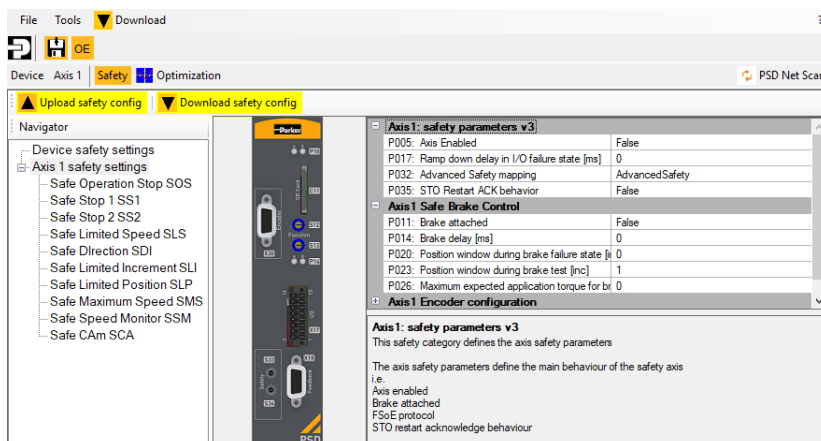 File Tools Download
OE
Device Axis 1 Safety Optimization PSD Net Scan
Upload safety config Download safety config
Navigator
Device safety settings
Axis 1 safety settings
Safe Operation Stop SOS
Safe Stop 1 SS1
Safe Stop 2 SS2
Safe Limited Speed SLS
Safe DIrection SDI
Safe Limited Increment SLI
Safe Limited Position SLP
Safe Maximum Speed SMS
Safe Speed Monitor SSM
Safe CAm SCA
Parker
SD Card
Encoder
Function
I/O
Safety
Feedback
PSD
Axis1: safety parameters v3
P005: Axis Enabled False
P017: Ramp down delay in I/O failure state [ms] 0
P032: Advanced Safety mapping AdvancedSafety
P035: STO Restart ACK behavior False
Axis1 Safe Brake Control
P011: Brake attached False
P014: Brake delay [ms] 0
P020: Position window during brake failure state [i 0
P023: Position window during brake test [inc] 1
P026: Maximum expected application torque for br 0
Axis1 Encoder configuration
Axis1: safety parameters v3
This safety category defines the axis safety parameters
The axis safety parameters define the main behaviour of the safety axis
i.e.
Axis enabled
Brake attached
FSoE protocol
STO restart acknowledge behaviour